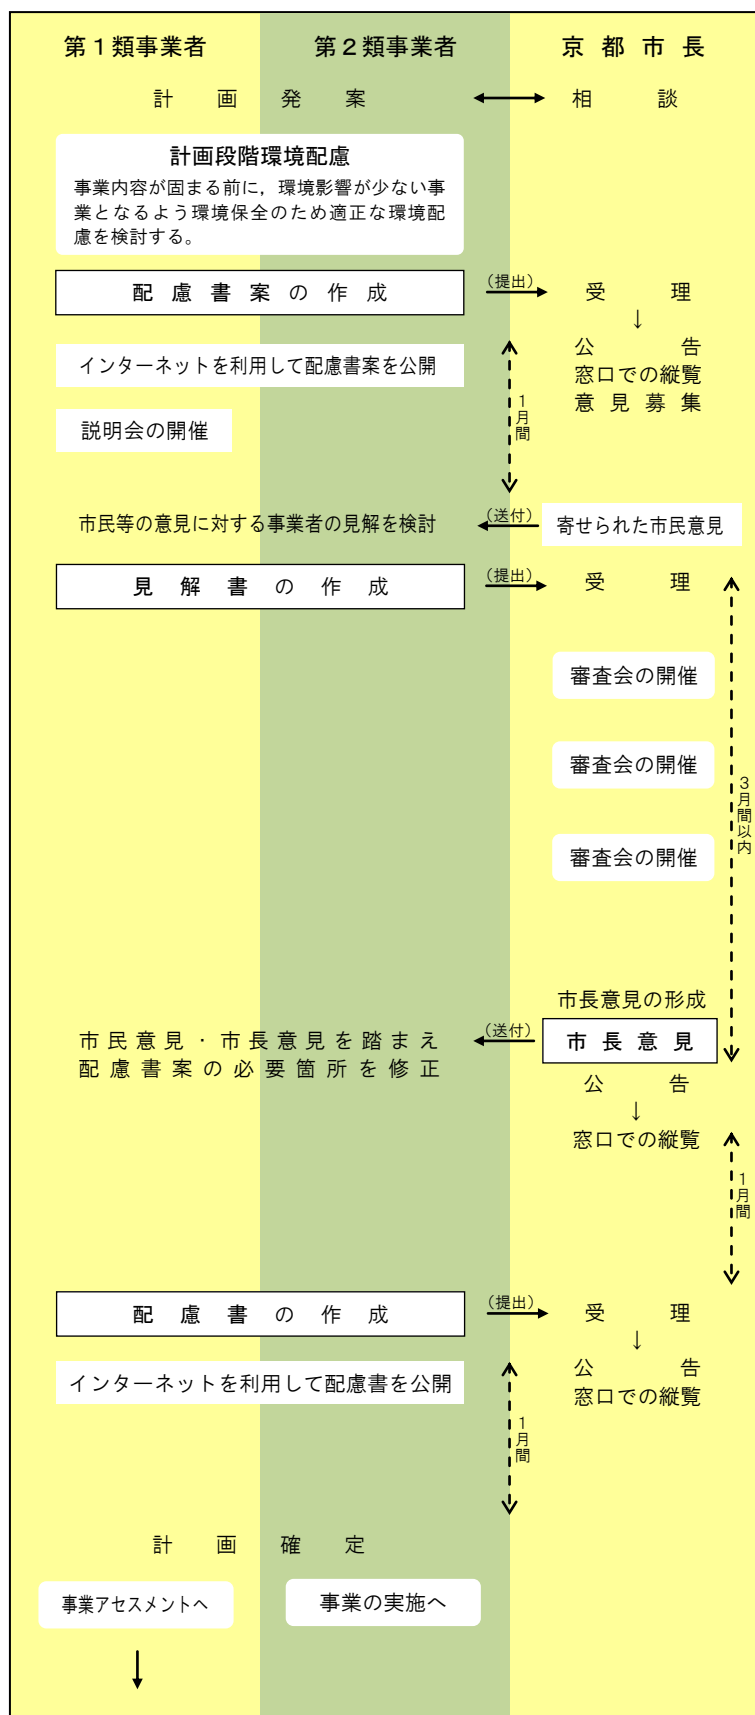 第１類事業者
第２類事業者
京都市長
計画発案
相談
計画段階環境配慮
事業内容が固まる前に，環境影響が少ない事
業となるよう環境保全のため適正な環境配
慮を検討する。
配慮書案の作成
（提出）
受理
↓
公告
窓口での縦覧
意見募集
インターネットを利用して配慮書案を公開
１月間
説明会の開催
市民等の意見に対する事業者の見解を検討
（送付）
寄せられた市民意見
見解書の作成
（提出）
受理
審査会の開催
審査会の開催
審査会の開催
３月間以内
市長意見の形成
市民意見・市長意見を踏まえ
配慮書案の必要箇所を修正
（送付）
市長意見
公告
↓
窓口での縦覧
１月間
配慮書の作成
（提出）
受理
↓
公告
窓口での縦覧
インターネットを利用して配慮書を公開
１月間
計画確定
事業アセスメントへ
事業の実施へ